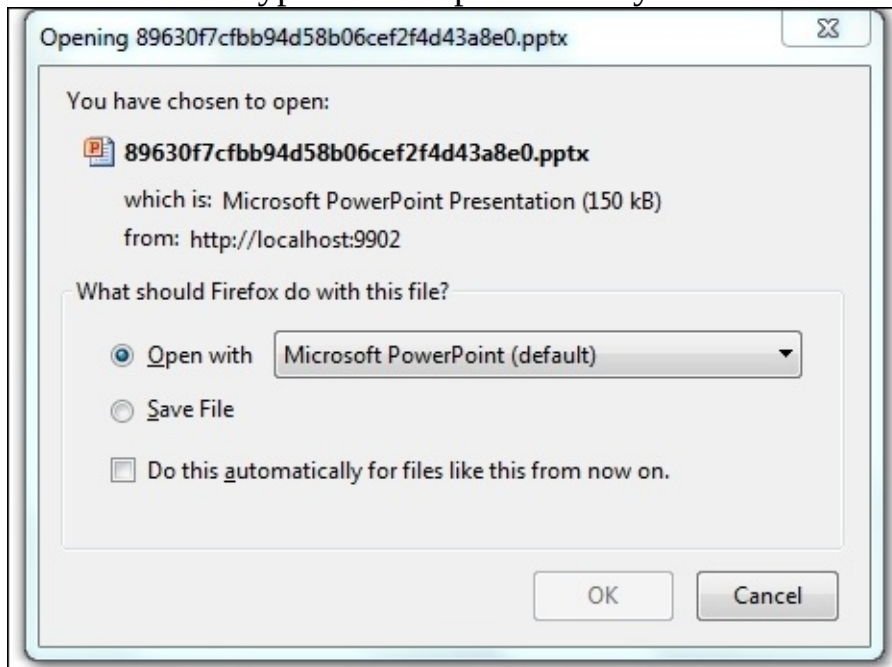 Opening 89630f7cfbb94d58b06cef2f4d43a8e0.pptx
You have chosen to open:
89630f7cfbb94d58b06cef2f4d43a8e0.pptx
which is: Microsoft PowerPoint Presentation (150 kB)
from: http://localhost:9902
What should Firefox do with this file?
Open with Microsoft PowerPoint (default)
Save File
Do this automatically for files like this from now on.
OK Cancel